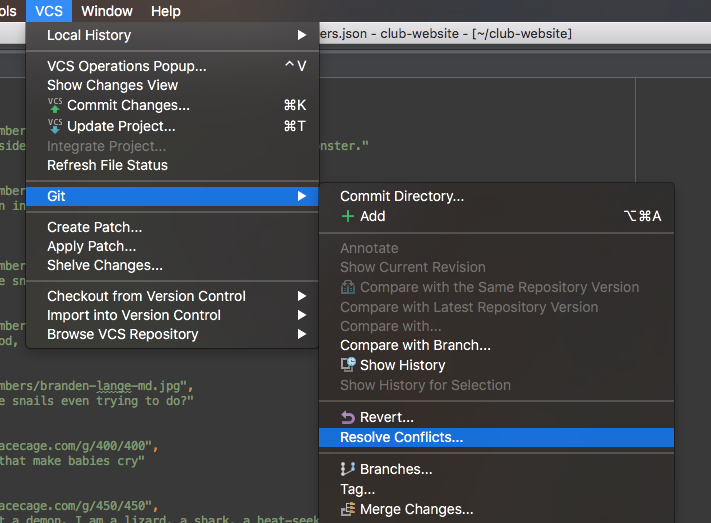 ols VCS Window Help
ers.json - club-website - [~/club-website]
Local History
VCS Operations Popup... ^V
Show Changes View
VCS Commit Changes... ⌘K
VCS Update Project... ⌘T
Integrate Project...
Refresh File Status
Git
Create Patch...
Apply Patch...
Shelve Changes...
Checkout from Version Control
Import into Version Control
Browse VCS Repository
Commit Directory...
Add ⌥⌘A
Annotate
Show Current Revision
Compare with the Same Repository Version
Compare with Latest Repository Version
Compare with...
Compare with Branch...
Show History
Show History for Selection
Revert...
Resolve Conflicts...
Branches...
Tag...
Merge Changes...
mbers
side
nster."
mbers
n in
mbers
e sn
mbers
od,
mbers/branden-lange-md.jpg",
e snails even trying to do?"
acecage.com/g/400/400",
that make babies cry"
acecage.com/g/450/450",
t a demon. I am a lizard, a shark, a heat-seek